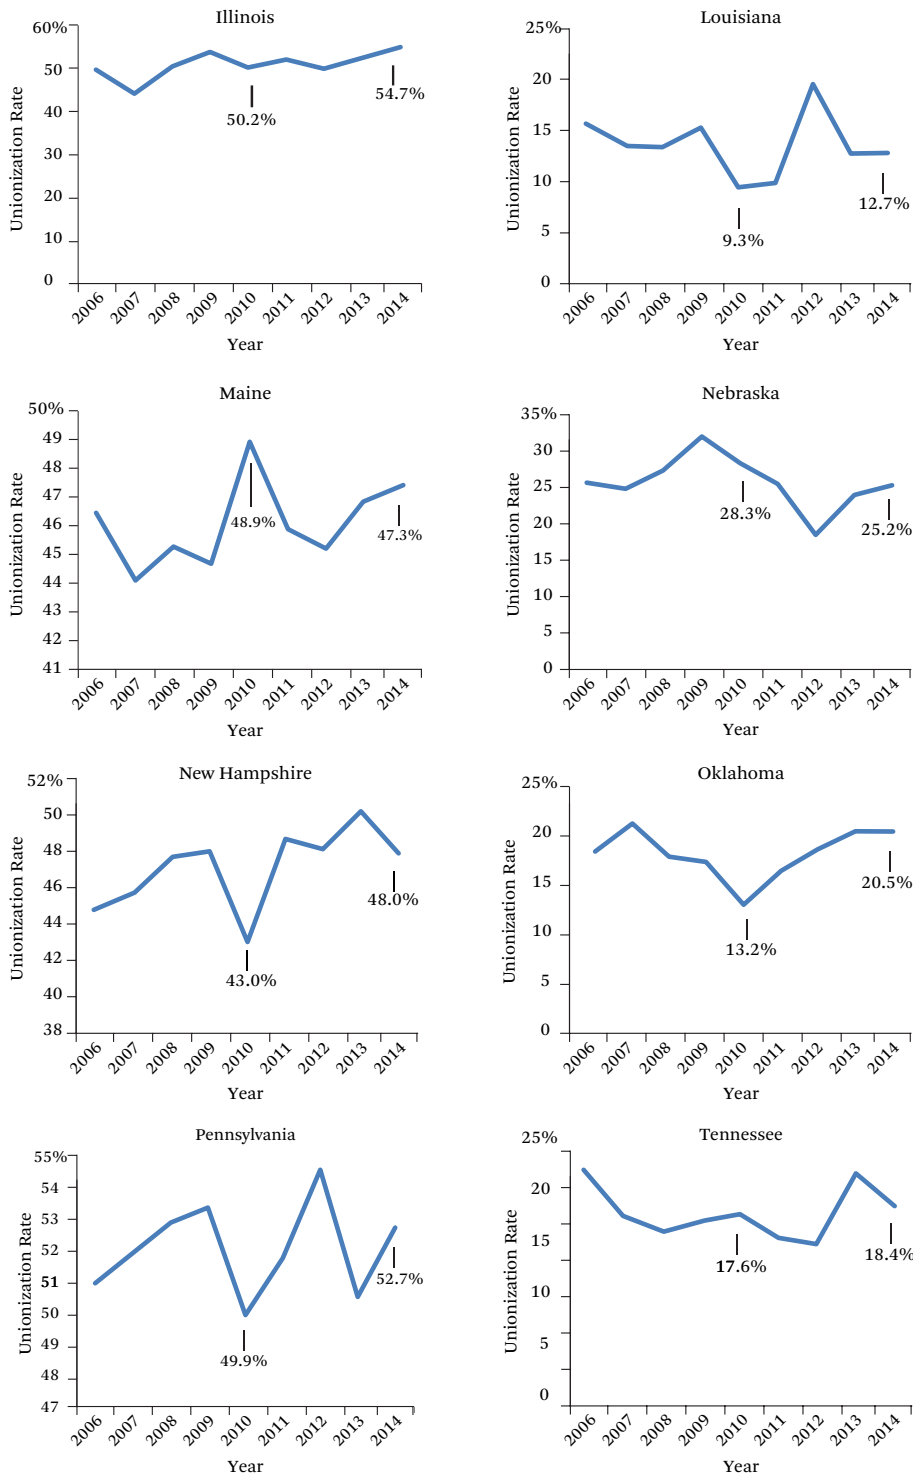 Illinois
60%
50
40
30
20
10
0
Unionization Rate
50.2%
54.7%
2006 2007 2008 2009 2010 2011 2012 2013 2014
Year
Louisiana
25%
20
15
10
5
0
Unionization Rate
9.3%
12.7%
2006 2007 2008 2009 2010 2011 2012 2013 2014
Year
Maine
50%
49
48
47
46
45
44
43
42
41
Unionization Rate
48.9%
47.3%
2006 2007 2008 2009 2010 2011 2012 2013 2014
Year
Nebraska
35%
30
25
20
15
10
5
0
Unionization Rate
28.3%
25.2%
2006 2007 2008 2009 2010 2011 2012 2013 2014
Year
New Hampshire
52%
50
48
46
44
42
40
38
Unionization Rate
43.0%
48.0%
2006 2007 2008 2009 2010 2011 2012 2013 2014
Year
Oklahoma
25%
20
15
10
5
0
Unionization Rate
13.2%
20.5%
2006 2007 2008 2009 2010 2011 2012 2013 2014
Year
Pennsylvania
55%
54
53
52
51
50
49
48
47
Unionization Rate
49.9%
52.7%
2006 2007 2008 2009 2010 2011 2012 2013 2014
Year
Tennessee
25%
20
15
10
5
0
Unionization Rate
17.6%
18.4%
2006 2007 2008 2009 2010 2011 2012 2013 2014
Year